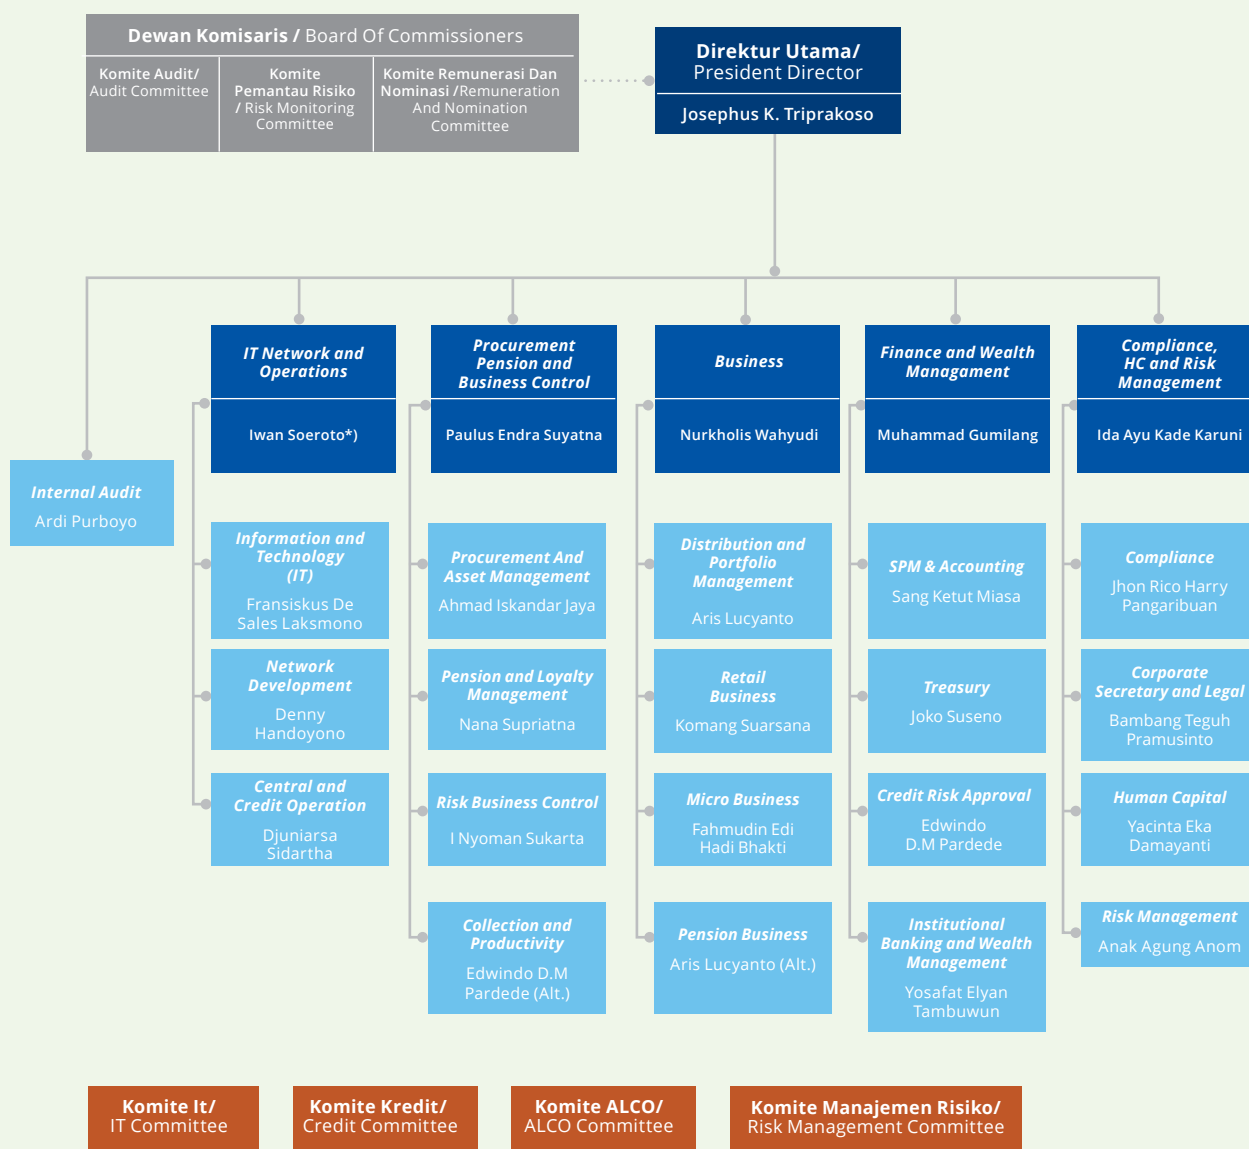 Dewan Komisaris / Board Of Commissioners
Komite Audit/
Audit Committee
Komite
Pemantau Risiko
/ Risk Monitoring
Committee
Komite Remunerasi Dan
Nominasi /Remuneration
And Nomination
Committee
Direktur Utama/
President Director
Josephus K. Triprakoso
Internal Audit
Ardi Purboyo
IT Network and
Operations
Iwan Soeroto*)
Information and
Technology
(IT)
Fransiskus De
Sales Laksmono
Network
Development
Denny
Handoyono
Central and
Credit Operation
Djuniarsa
Sidartha
Procurement
Pension and
Business Control
Paulus Endra Suyatna
Procurement And
Asset Management
Ahmad Iskandar Jaya
Pension and Loyalty
Management
Nana Supriatna
Risk Business Control
I Nyoman Sukarta
Collection and
Productivity
Edwindo D.M
Pardede (Alt.)
Business
Nurkholis Wahyudi
Distribution and
Portfolio
Management
Aris Lucyanto
Retail
Business
Komang Suarsana
Micro Business
Fahmudin Edi
Hadi Bhakti
Pension Business
Aris Lucyanto (Alt.)
Finance and Wealth
Managament
Muhammad Gumilang
SPM & Accounting
Sang Ketut Miasa
Treasury
Joko Suseno
Credit Risk Approval
Edwindo
D.M Pardede
Institutional
Banking and Wealth
Management
Yosafat Elyan
Tambuwun
Compliance,
HC and Risk
Management
Ida Ayu Kade Karuni
Compliance
Jhon Rico Harry
Pangaribuan
Corporate
Secretary and Legal
Bambang Teguh
Pramusinto
Human Capital
Yacinta Eka
Damayanti
Risk Management
Anak Agung Anom
Komite It/
IT Committee
Komite Kredit/
Credit Committee
Komite ALCO/
ALCO Committee
Komite Manajemen Risiko/
Risk Management Committee